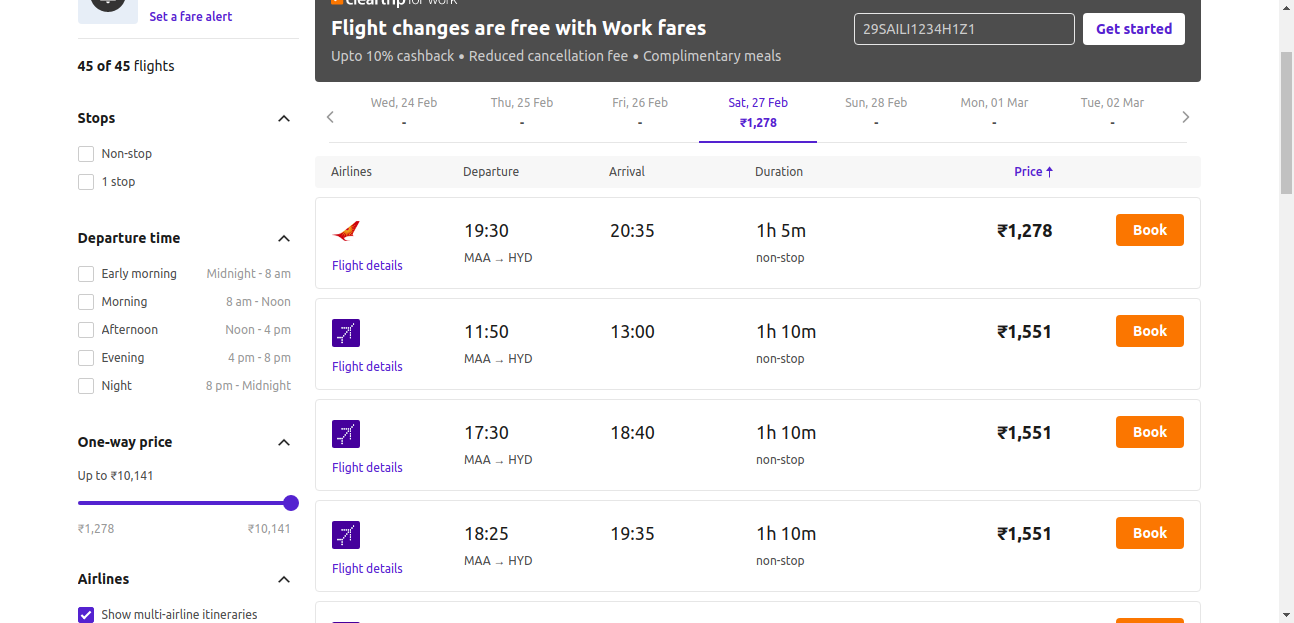 cleartrip for work
Set a fare alert
Flight changes are free with Work fares
Upto 10% cashback • Reduced cancellation fee • Complimentary meals
29SAILI1234H1Z1
Get started
45 of 45 flights
Stops
Non-stop
1 stop
Departure time
Early morning Midnight - 8 am
Morning 8 am - Noon
Afternoon Noon - 4 pm
Evening 4 pm - 8 pm
Night 8 pm - Midnight
One-way price
Up to ₹10,141
₹1,278 ₹10,141
Airlines
Show multi-airline itineraries
Wed, 24 Feb Thu, 25 Feb Fri, 26 Feb Sat, 27 Feb Sun, 28 Feb Mon, 01 Mar Tue, 02 Mar
- - - ₹1,278 - - -
Airlines Departure Arrival Duration Price ↑
19:30 20:35 1h 5m ₹1,278 Book
MAA → HYD non-stop
Flight details
11:50 13:00 1h 10m ₹1,551 Book
MAA → HYD non-stop
Flight details
17:30 18:40 1h 10m ₹1,551 Book
MAA → HYD non-stop
Flight details
18:25 19:35 1h 10m ₹1,551 Book
MAA → HYD non-stop
Flight details